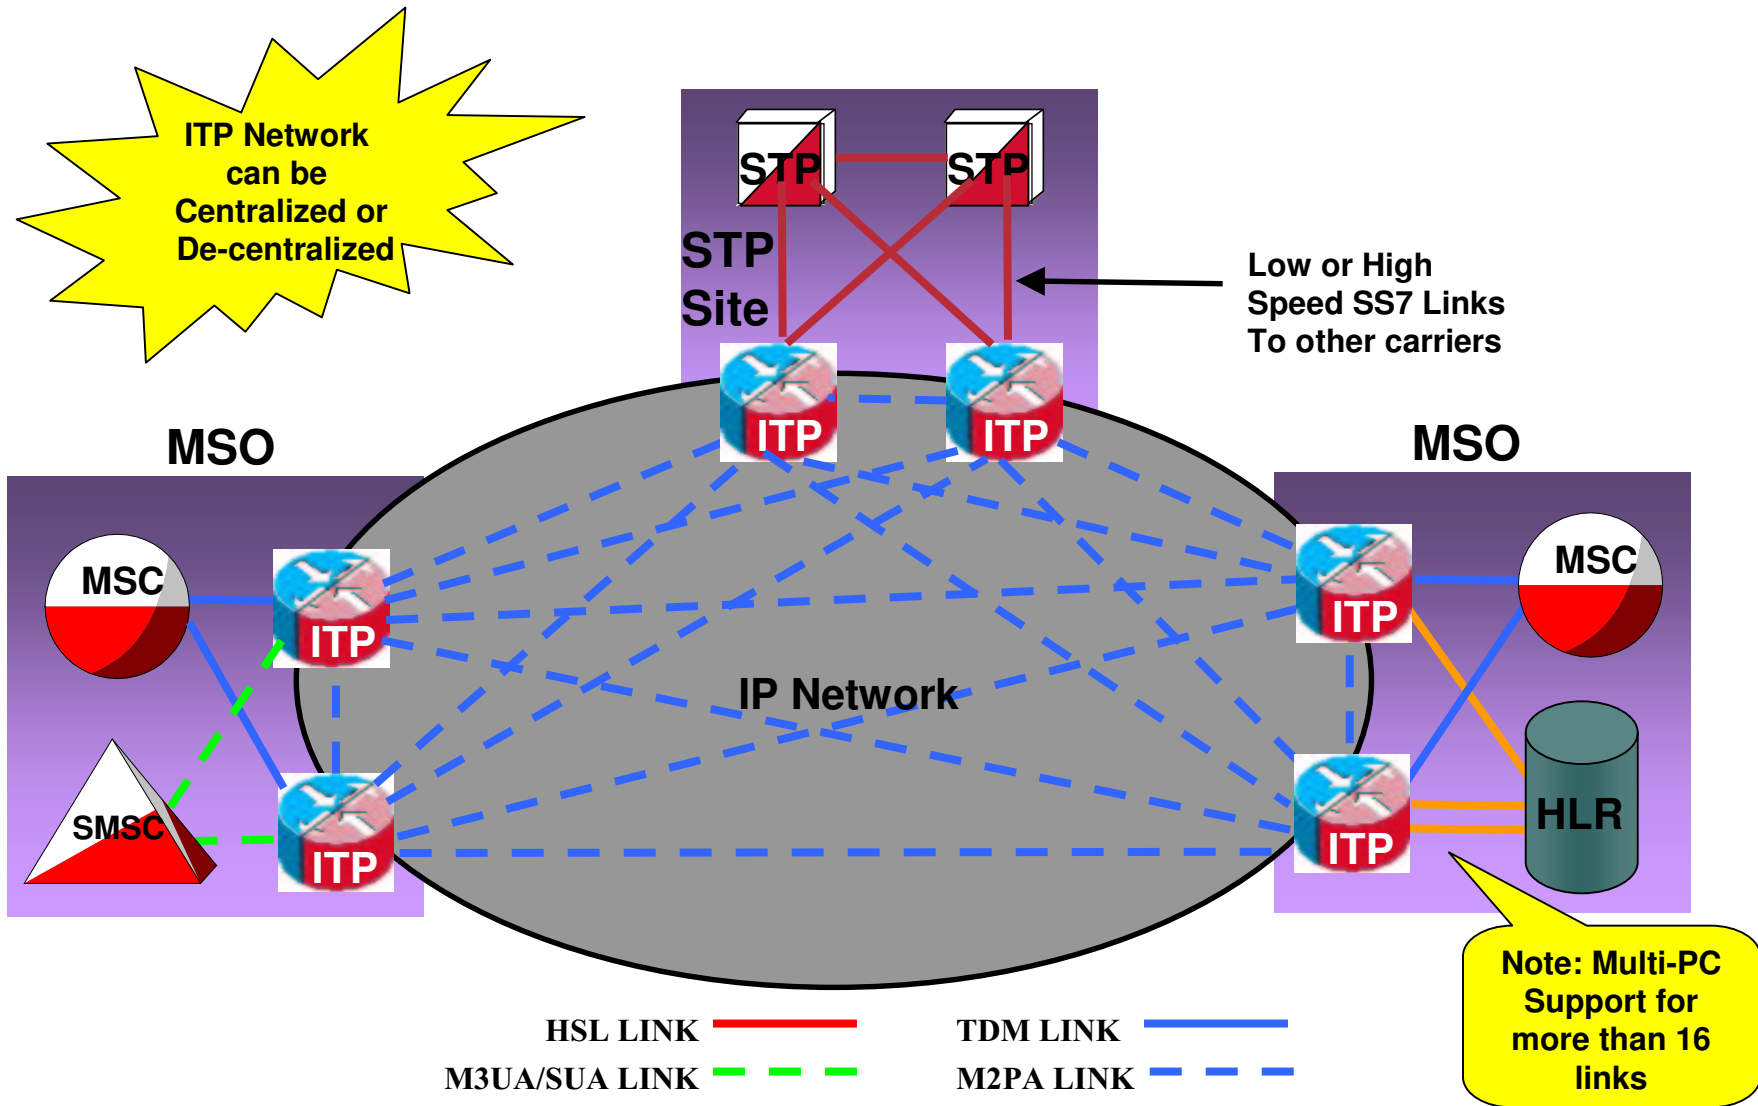 ITP Network
can be
Centralized or
De-centralized
STP
STP
STP
Site
Low or High
Speed SS7 Links
To other carriers
ITP
ITP
MSO
MSO
MSC
ITP
ITP
MSC
IP Network
SMSC
ITP
ITP
HLR
Note: Multi-PC
Support for
more than 16
links
HSL LINK
TDM LINK
M3UA/SUA LINK
M2PA LINK